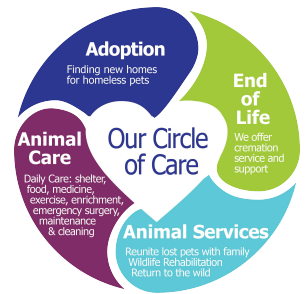 Adoption
Finding new homes
for homeless pets
End
of
Life
We offer
cremation
service and
support
Our Circle
of Care
Animal
Care
Daily Care: shelter,
food, medicine,
exercise, enrichment,
emergency surgery,
maintenance
& cleaning
Animal Services
Reunite lost pets with family
Wildlife Rehabilitation
Return to the wild